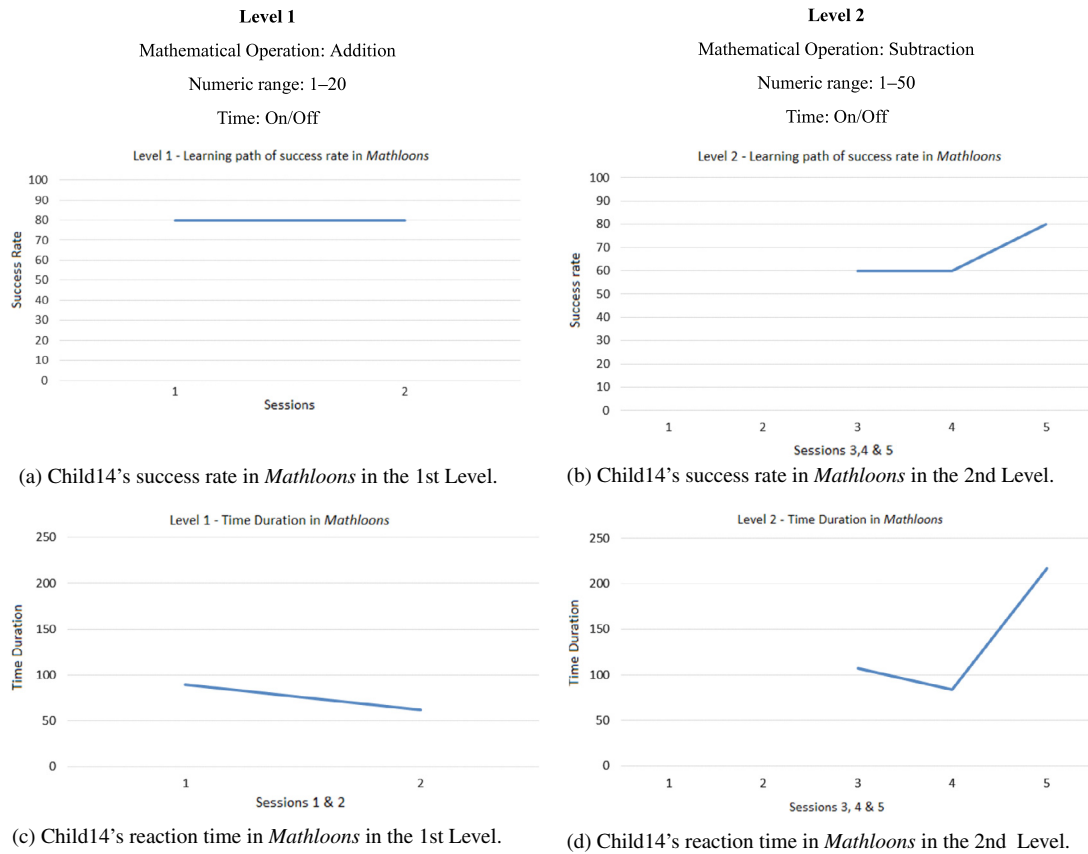 Level 1
Mathematical Operation: Addition
Numeric range: 1–20
Time: On/Off
Level 1 - Learning path of success rate in Mathloons
100
90
80
70
60
50
40
30
20
10
0
Success Rate
1 2
Sessions
(a) Child14’s success rate in Mathloons in the 1st Level.
Level 2
Mathematical Operation: Subtraction
Numeric range: 1–50
Time: On/Off
Level 2 - Learning path of success rate in Mathloons
100
90
80
70
60
50
40
30
20
10
0
Success rate
1 2 3 4 5
Sessions 3,4 & 5
(b) Child14’s success rate in Mathloons in the 2nd Level.
Level 1 - Time Duration in Mathloons
250
200
150
100
50
0
Time Duration
1 2
Sessions 1 & 2
(c) Child14’s reaction time in Mathloons in the 1st Level.
Level 2 - Time Duration in Mathloons
250
200
150
100
50
0
Time Duration
1 2 3 4 5
Sessions 3, 4 & 5
(d) Child14’s reaction time in Mathloons in the 2nd Level.